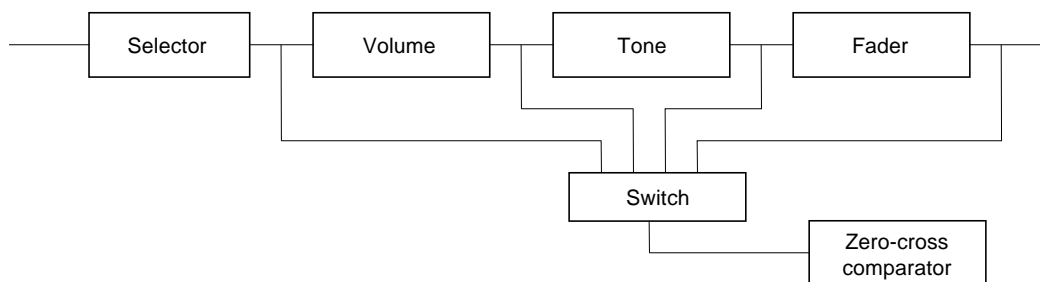 Selector
Volume
Tone
Fader
Switch
Zero-cross
comparator